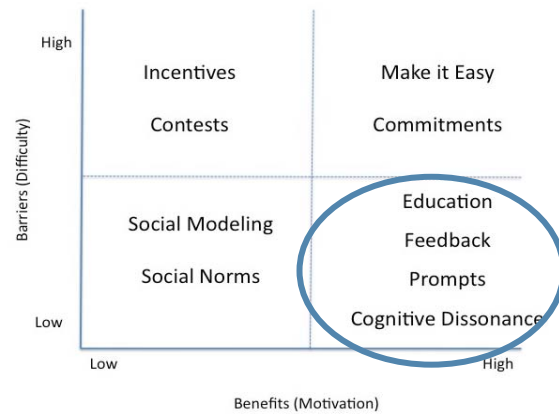 High
Incentives
Make it Easy
Contests
Commitments
Barriers (Difficulty)
Education
Social Modeling
Feedback
Social Norms
Prompts
Cognitive Dissonance
Low
Low
High
Benefits (Motivation)